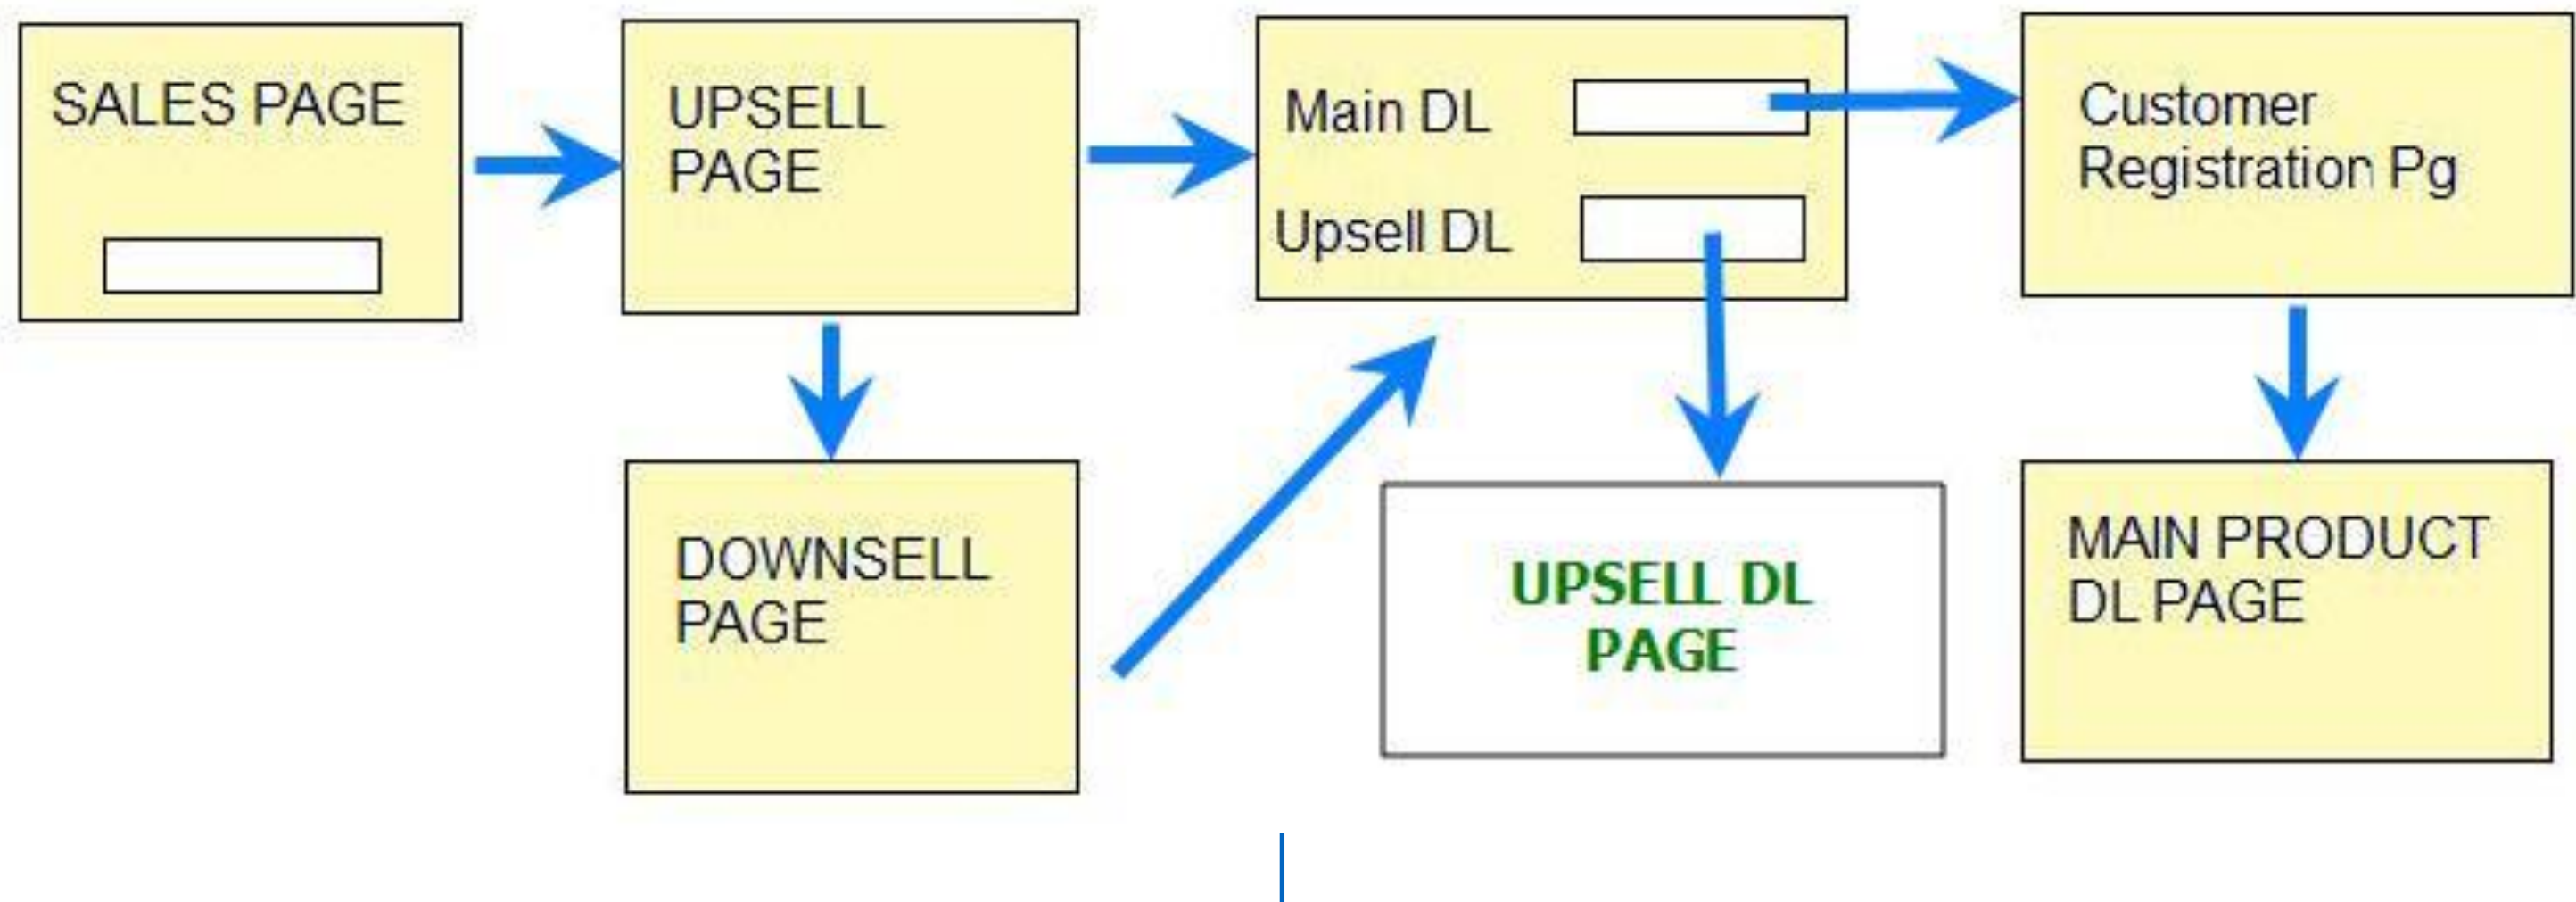 SALES PAGE
UPSELL
PAGE
Main DL
Upsell DL
Customer
Registration Pg
DOWNSELL
PAGE
UPSELL DL
PAGE
MAIN PRODUCT
DL PAGE